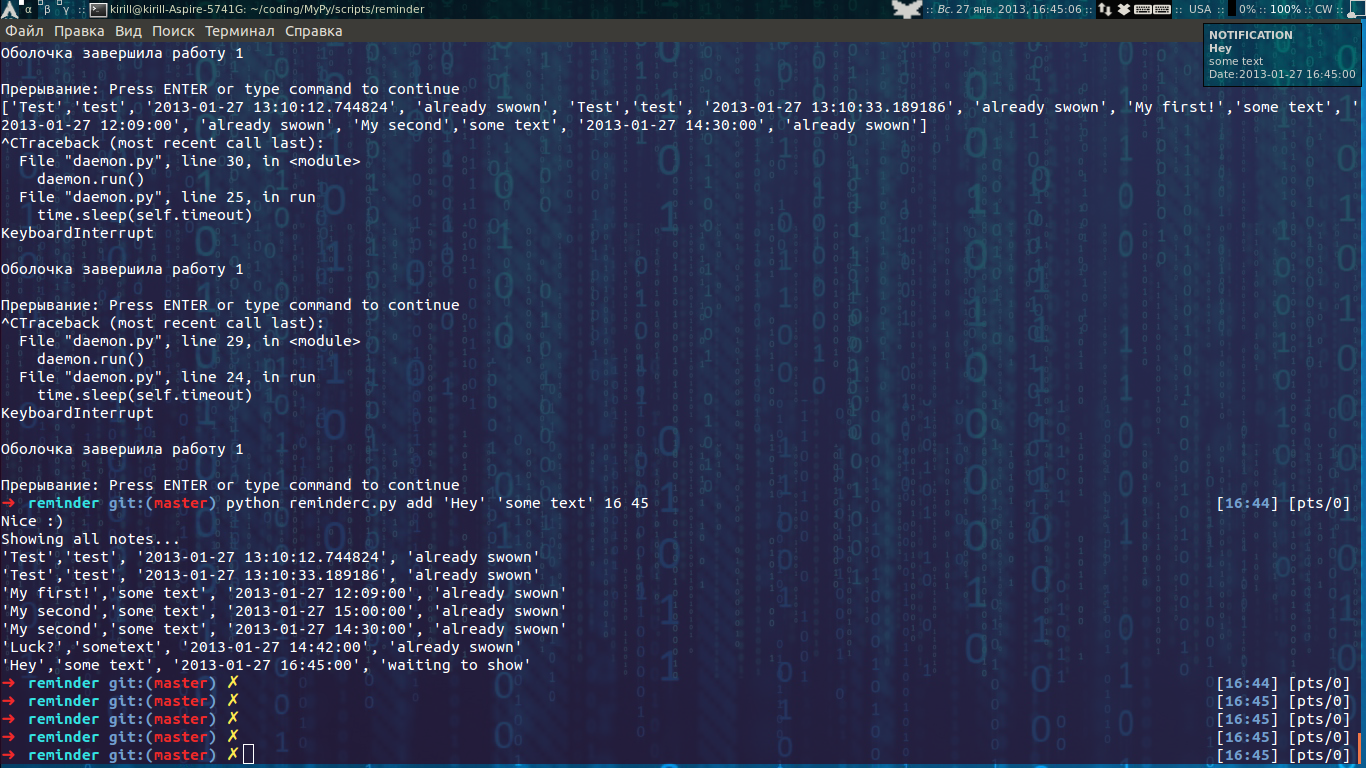 α β γ :: kirill@kirill-Aspire-5741G: ~/coding/MyPy/scripts/reminder :: Вс. 27 янв. 2013, 16:45:06 :: :: USA :: 0% :: 100% :: CW ::
Файл Правка Вид Поиск Терминал Справка
NOTIFICATION
Hey
some text
Date:2013-01-27 16:45:00
Оболочка завершила работу 1
Прерывание: Press ENTER or type command to continue
['Test','test', '2013-01-27 13:10:12.744824', 'already swown', 'Test','test', '2013-01-27 13:10:33.189186', 'already swown', 'My first!','some text', '
2013-01-27 12:09:00', 'already swown', 'My second','some text', '2013-01-27 14:30:00', 'already swown']
^CTraceback (most recent call last):
  File "daemon.py", line 30, in <module>
    daemon.run()
  File "daemon.py", line 25, in run
    time.sleep(self.timeout)
KeyboardInterrupt
Оболочка завершила работу 1
Прерывание: Press ENTER or type command to continue
^CTraceback (most recent call last):
  File "daemon.py", line 29, in <module>
    daemon.run()
  File "daemon.py", line 24, in run
    time.sleep(self.timeout)
KeyboardInterrupt
Оболочка завершила работу 1
Прерывание: Press ENTER or type command to continue
➜ reminder git:(master) python reminderc.py add 'Hey' 'some text' 16 45 [16:44] [pts/0]
Nice :)
Showing all notes...
'Test','test', '2013-01-27 13:10:12.744824', 'already swown'
'Test','test', '2013-01-27 13:10:33.189186', 'already swown'
'My first!','some text', '2013-01-27 12:09:00', 'already swown'
'My second','some text', '2013-01-27 15:00:00', 'already swown'
'My second','some text', '2013-01-27 14:30:00', 'already swown'
'Luck?','sometext', '2013-01-27 14:42:00', 'already swown'
'Hey','some text', '2013-01-27 16:45:00', 'waiting to show'
➜ reminder git:(master) ✗ [16:44] [pts/0]
➜ reminder git:(master) ✗ [16:45] [pts/0]
➜ reminder git:(master) ✗ [16:45] [pts/0]
➜ reminder git:(master) ✗ [16:45] [pts/0]
➜ reminder git:(master) ✗ [16:45] [pts/0]